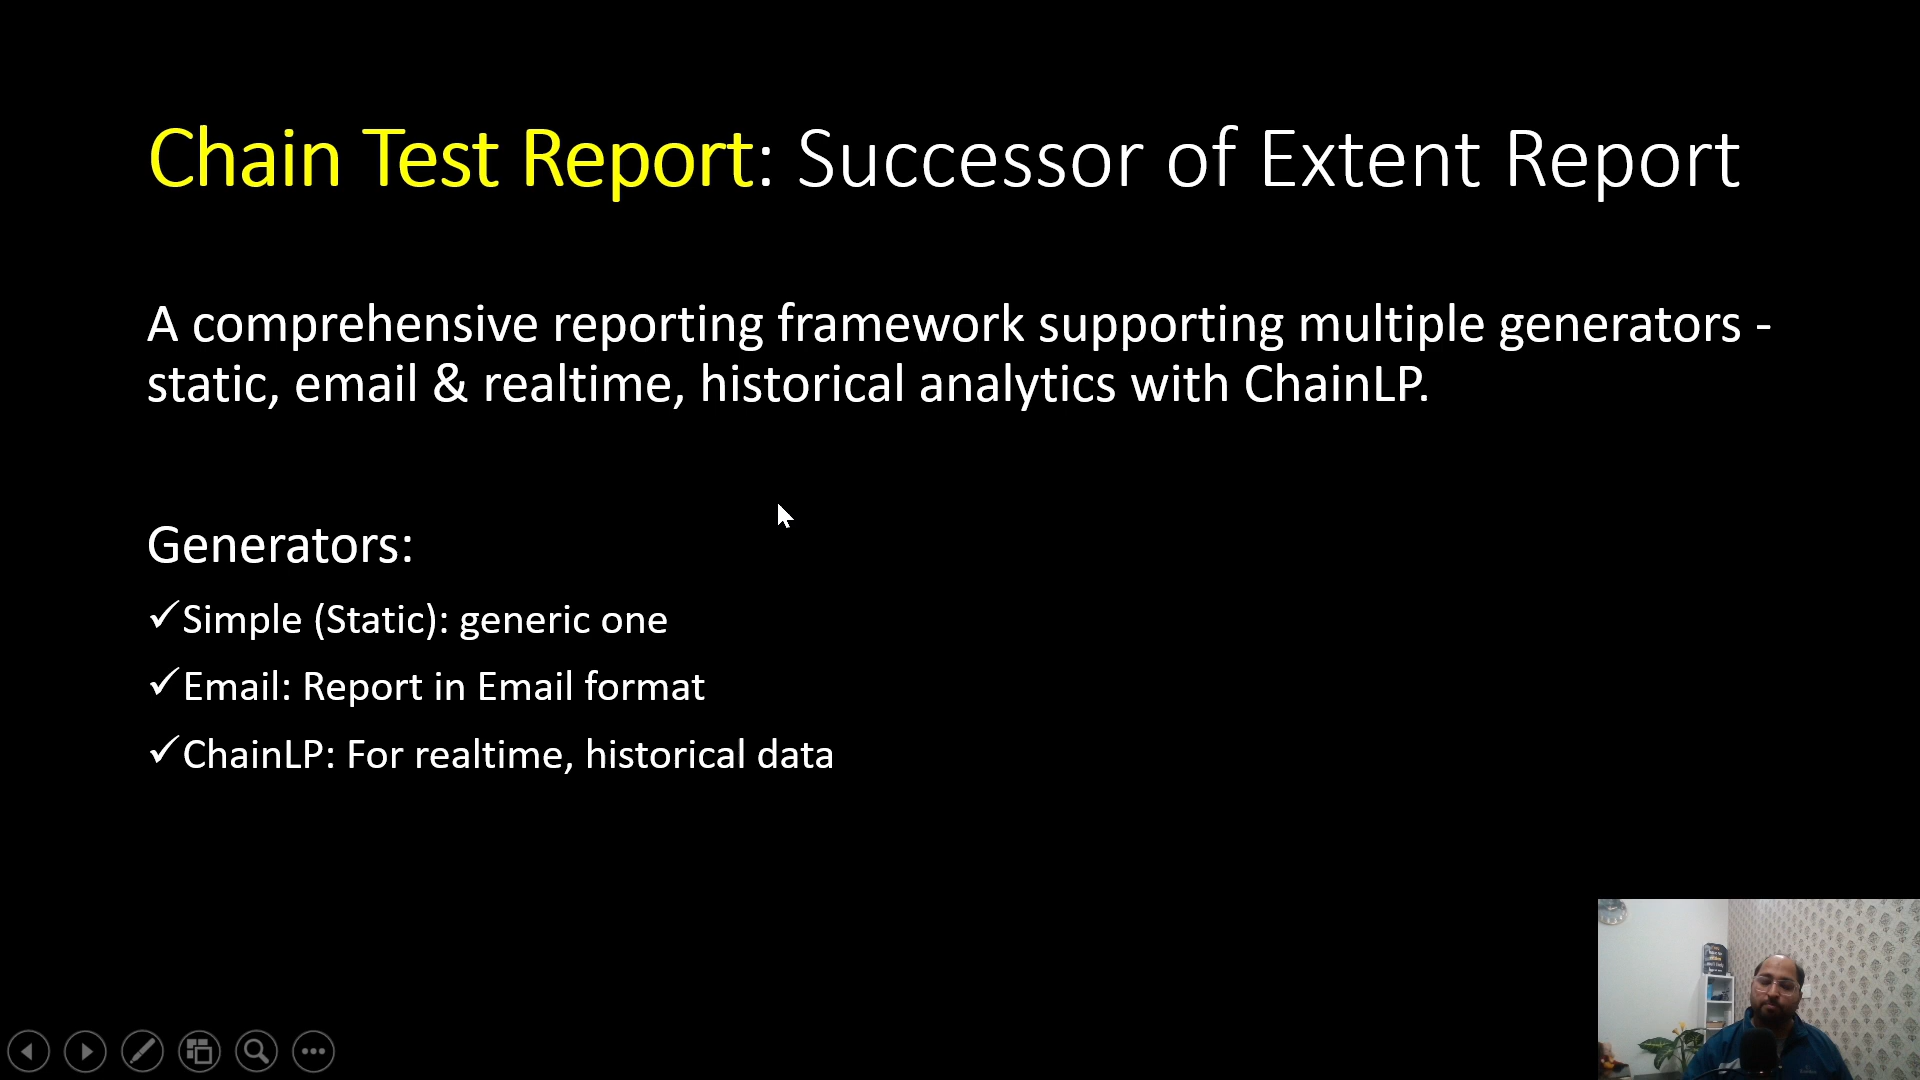 Chain Test Report: Successor of Extent Report
A comprehensive reporting framework supporting multiple generators -
static, email & realtime, historical analytics with ChainLP.
Generators:
✓Simple (Static): generic one
✓Email: Report in Email format
✓ChainLP: For realtime, historical data